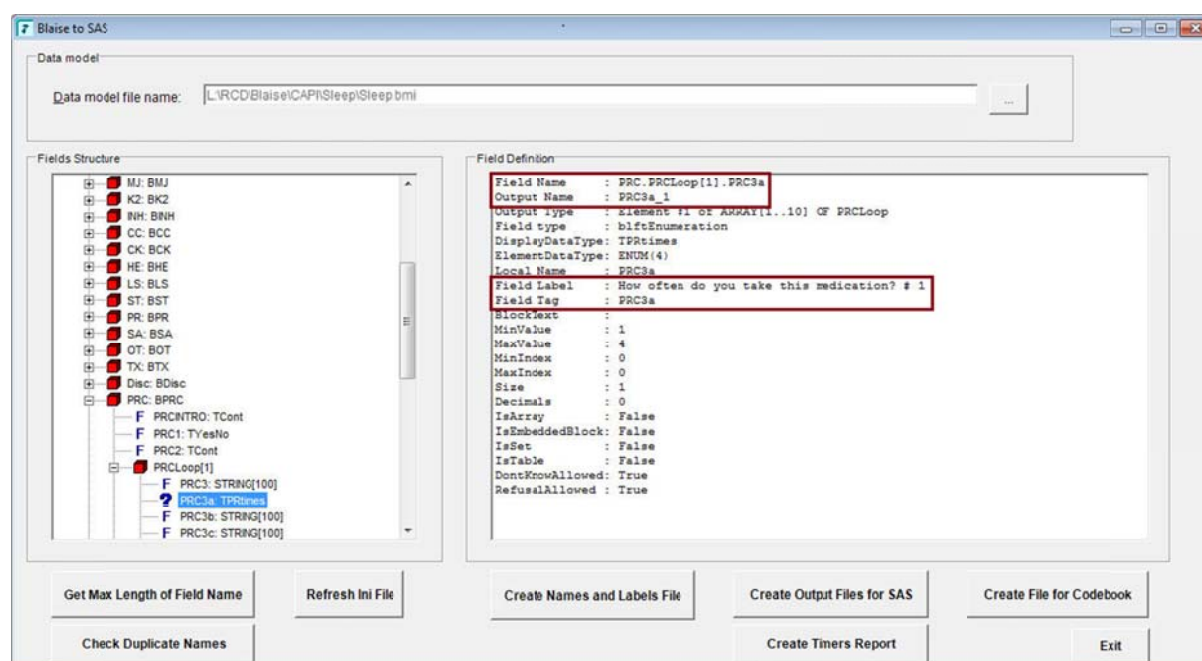 Blaise to SAS
Data model
Data model file name: L:\RCD\Blaise\CAPI\Sleep\Sleep.bmi
...
Fields Structure
MJ: BMJ
K2: BK2
INH: BINH
CC: BCC
CK: BCK
HE: BHE
LS: BLS
ST: BST
PR: BPR
SA: BSA
OT: BOT
TX: BTX
Disc: BDisc
PRC: BPRC
F PRCINTRO: TCont
F PRC1: TYesNo
F PRC2: TCont
PRCLoop[1]
F PRC3: STRING[100]
? PRC3a: TPRtimes
F PRC3b: STRING[100]
F PRC3c: STRING[100]
Field Definition
Field Name : PRC.PRCLoop[1].PRC3a
Output Name : PRC3a_1
Output Type : Element #1 of ARRAY[1..10] OF PRCLoop
Field type : blftEnumeration
DisplayDataType: TPRtimes
ElementDataType: ENUM(4)
Local Name : PRC3a
Field Label : How often do you take this medication? # 1
Field Tag : PRC3a
BlockText :
MinValue : 1
MaxValue : 4
MinIndex : 0
MaxIndex : 0
Size : 1
Decimals : 0
IsArray : False
IsEmbeddedBlock: False
IsSet : False
IsTable : False
DontKnowAllowed: True
RefusalAllowed : True
Get Max Length of Field Name
Refresh Ini File
Create Names and Labels File
Create Output Files for SAS
Create File for Codebook
Check Duplicate Names
Create Timers Report
Exit